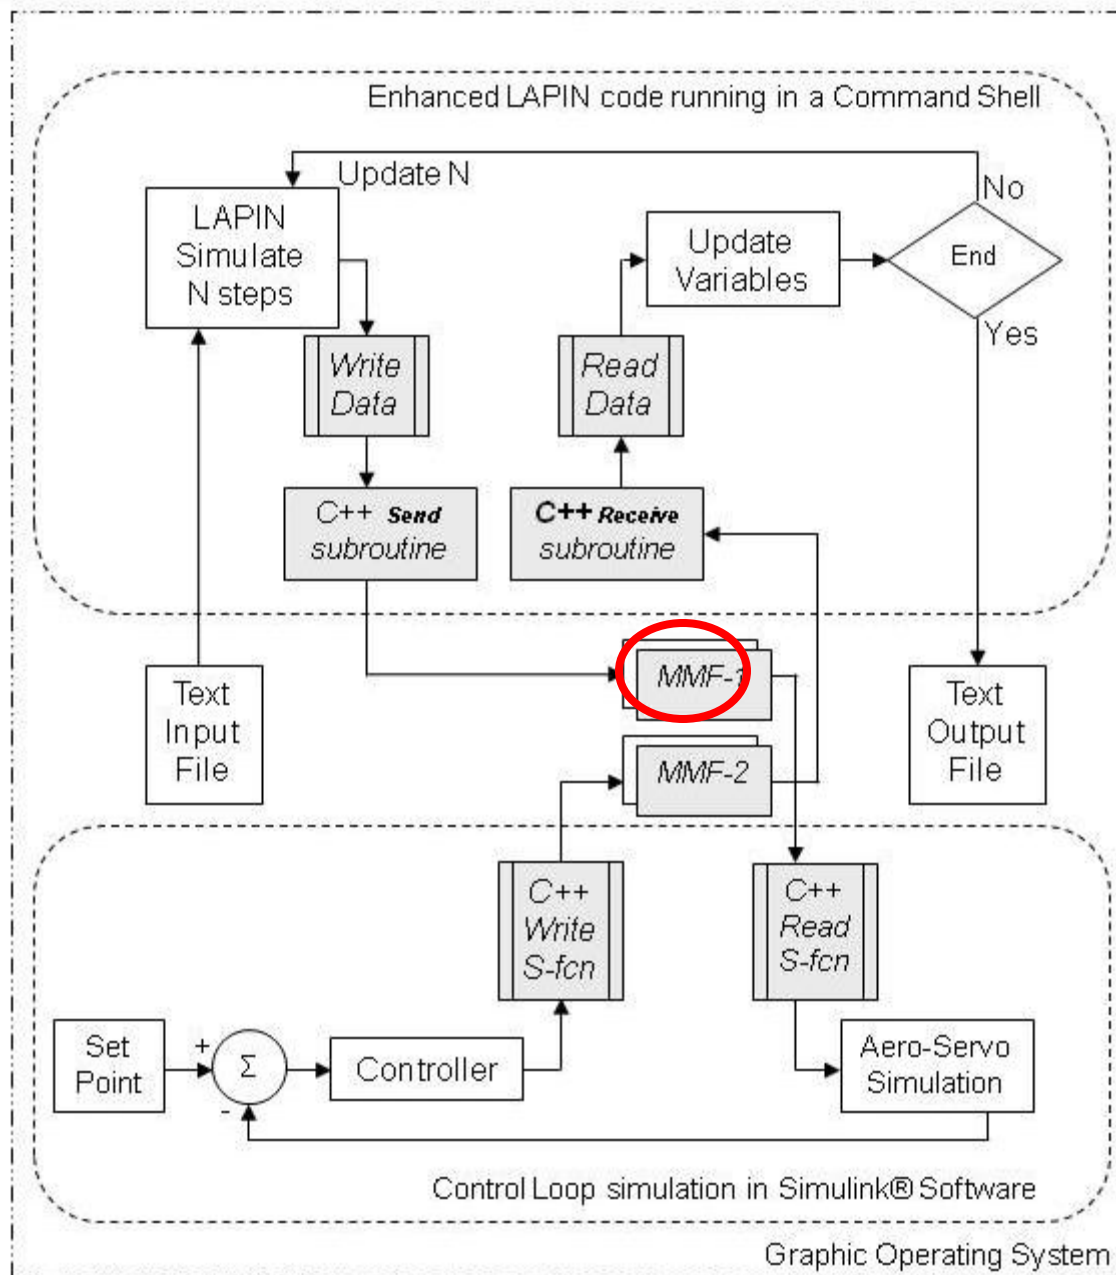 Enhanced LAPIN code running in a Command Shell
Update N
No
LAPIN
Simulate
N steps
Update
Variables
End
Yes
Write
Data
Read
Data
C++ Send
subroutine
C++ Receive
subroutine
Text
Input
File
MMF-1
MMF-2
Text
Output
File
C++
Write
S-fcn
C++
Read
S-fcn
Set
Point
+
Σ
-
Controller
Aero-Servo
Simulation
Control Loop simulation in Simulink® Software
Graphic Operating System